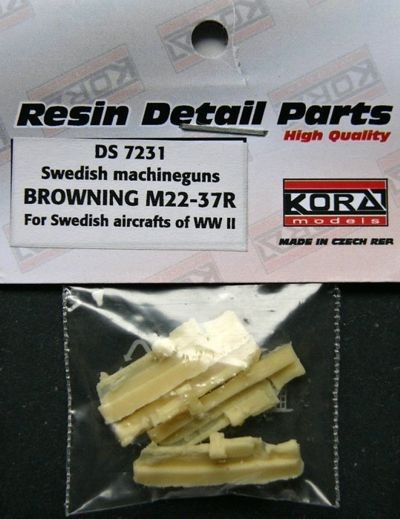 Resin Detail Parts
High Quality
DS 7231
Swedish machineguns
BROWNING M22-37R
For Swedish aircrafts of WW II
KORA
models
MADE IN CZECH REP.